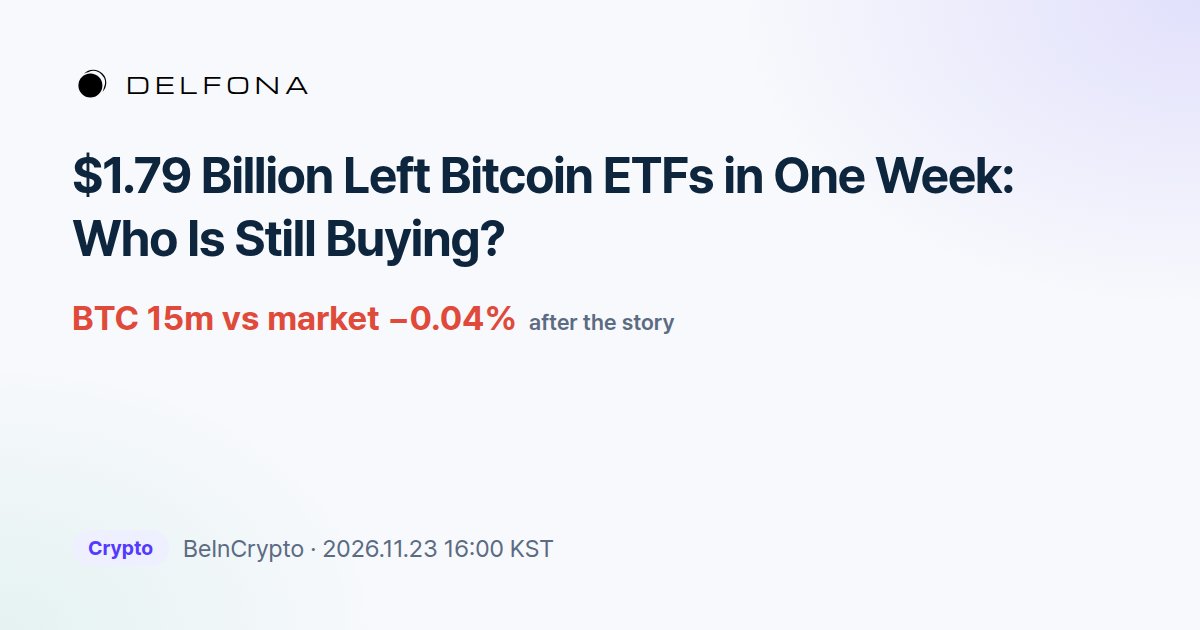 DELFONA
$1.79 Billion Left Bitcoin ETFs in One Week:
Who Is Still Buying?
BTC 15m vs market −0.04% after the story
Crypto BeInCrypto · 2026.11.23 16:00 KST